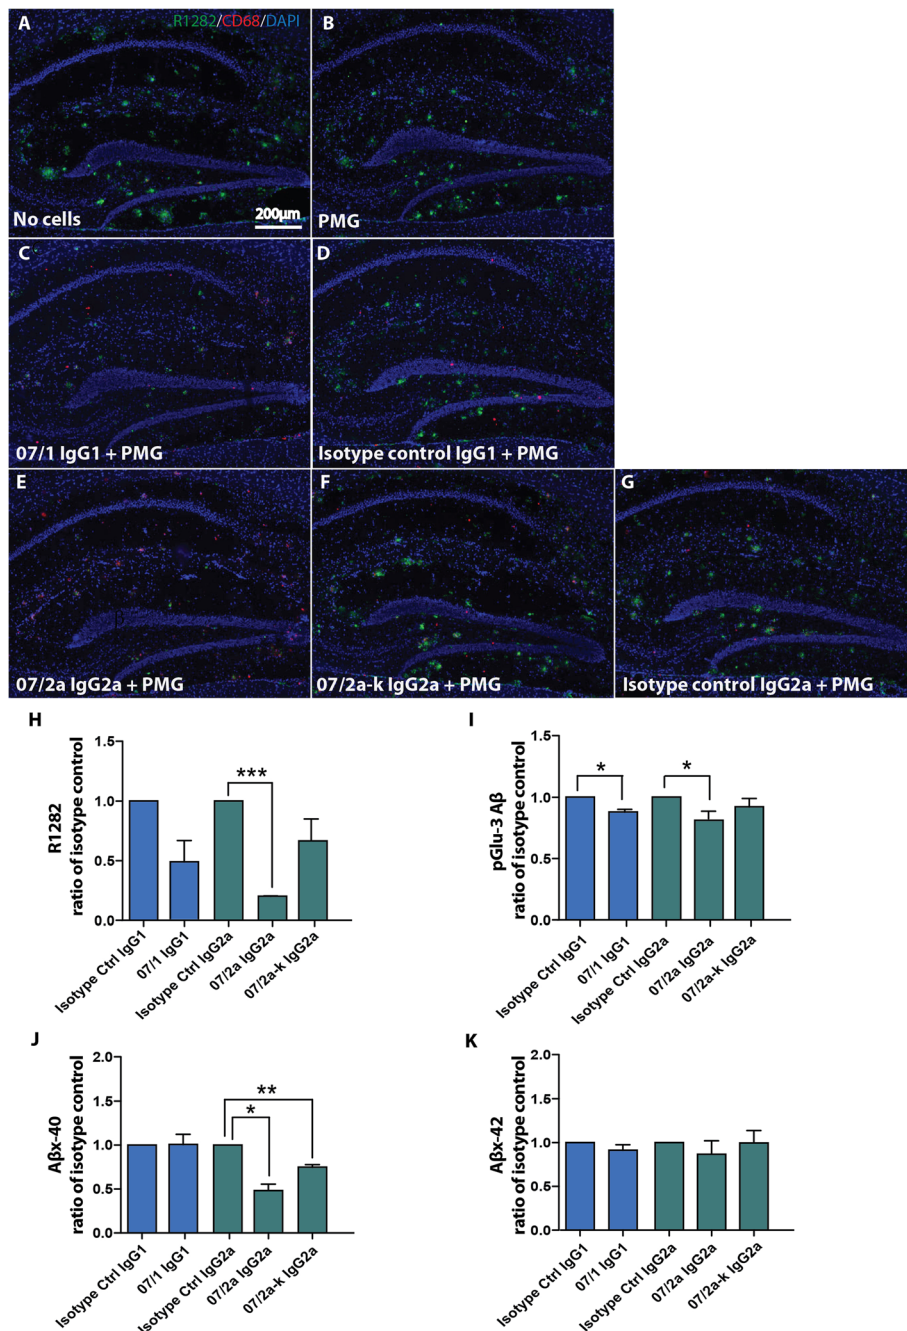 A
R1282/CD68/DAPI
B
No cells
200µm
PMG
C
D
07/1 IgG1 + PMG
Isotype control IgG1 + PMG
E
F
G
07/2a IgG2a + PMG
07/2a-k IgG2a + PMG
Isotype control IgG2a + PMG
H
R1282
ratio of isotype control
1.5
1.0
0.5
0.0
***
Isotype Ctrl IgG1
07/1 IgG1
Isotype Ctrl IgG2a
07/2a IgG2a
07/2a-k IgG2a
I
pGlu-3 Aβ
ratio of isotype control
1.5
1.0
0.5
0.0
*
*
Isotype Ctrl IgG1
07/1 IgG1
Isotype Ctrl IgG2a
07/2a IgG2a
07/2a-k IgG2a
J
Aβx-40
ratio of isotype control
2.0
1.5
1.0
0.5
0.0
**
*
Isotype Ctrl IgG1
07/1 IgG1
Isotype Ctrl IgG2a
07/2a IgG2a
07/2a-k IgG2a
K
Aβx-42
ratio of isotype control
2.0
1.5
1.0
0.5
0.0
Isotype Ctrl IgG1
07/1 IgG1
Isotype Ctrl IgG2a
07/2a IgG2a
07/2a-k IgG2a